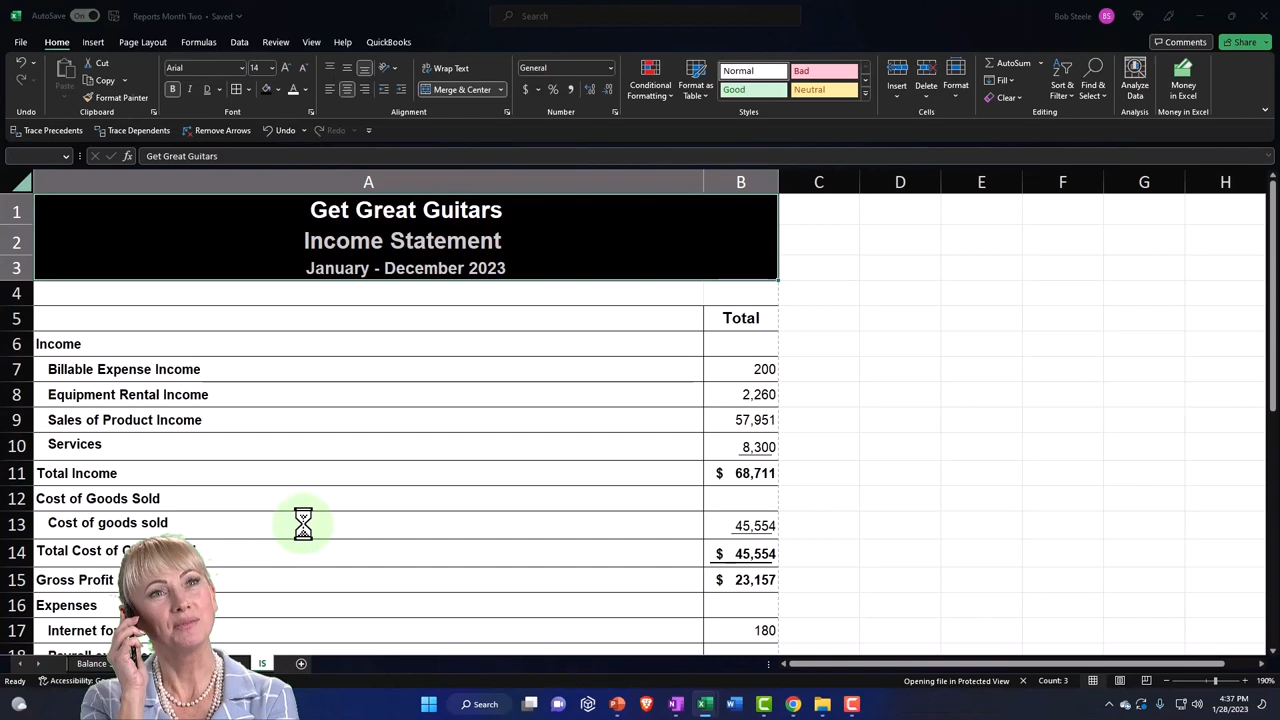 AutoSave On Reports Month Two • Saved Search Bob Steele BS
File Home Insert Page Layout Formulas Data Review View Help QuickBooks Comments Share
Cut Arial 14 Wrap Text General Normal Bad AutoSum
Copy Conditional Format as Good Neutral Insert Delete Format Fill Sort & Find & Analyze Money
Paste Format Painter B I D A Merge & Center $ % Formatting Table Clear Filter Select Data in Excel
Undo Clipboard Font Alignment Number Styles Cells Editing Analysis Money in Excel
Trace Precedents Trace Dependents Remove Arrows Undo Redo
fx Get Great Guitars
A B C D E F G H
1 Get Great Guitars
2 Income Statement
3 January - December 2023
4
5 Total
6 Income
7 Billable Expense Income 200
8 Equipment Rental Income 2,260
9 Sales of Product Income 57,951
10 Services 8,300
11 Total Income $ 68,711
12 Cost of Goods Sold
13 Cost of goods sold 45,554
14 Total Cost of $ 45,554
15 Gross Profit $ 23,157
16 Expenses
17 Internet 180
18
Balance IS
Ready Accessibility: Opening file in Protected View Count: 3 190%
Search 4:37 PM
1/28/2023